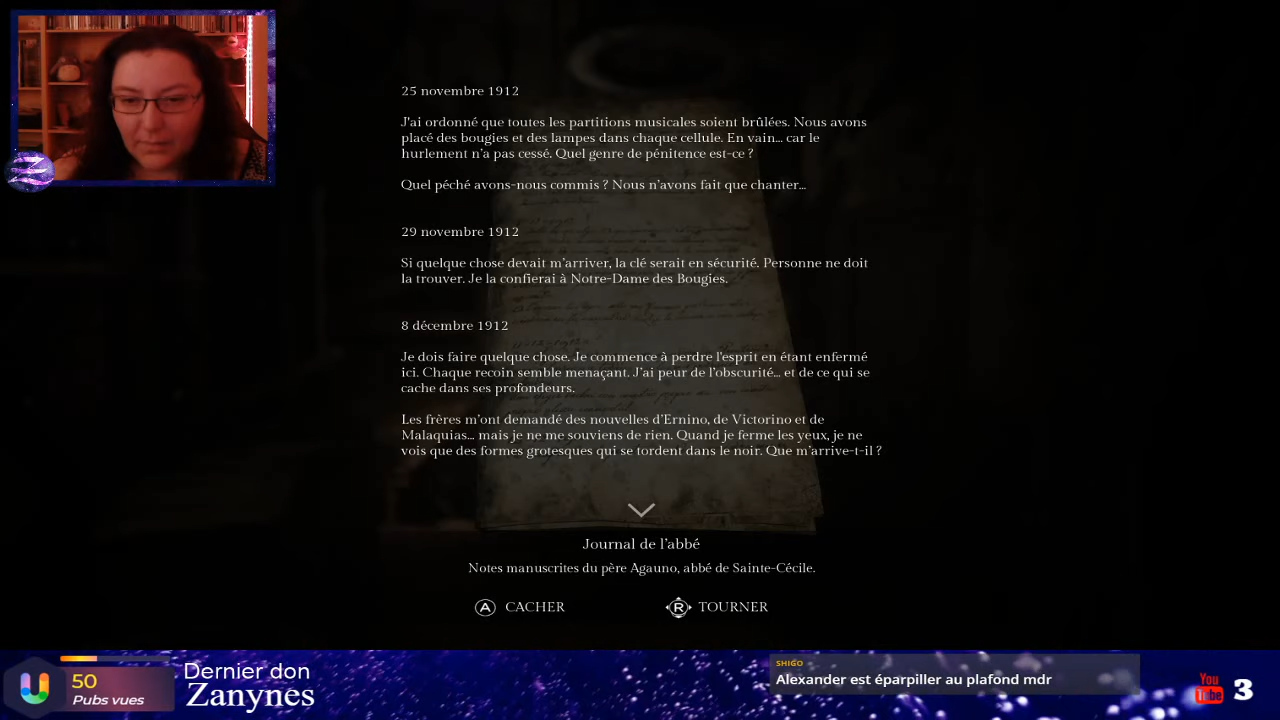 25 novembre 1912
J'ai ordonné que toutes les partitions musicales soient brûlées. Nous avons
placé des bougies et des lampes dans chaque cellule. En vain... car le
hurlement n'a pas cessé. Quel genre de pénitence est-ce ?
Quel péché avons-nous commis ? Nous n'avons fait que chanter...
29 novembre 1912
Si quelque chose devait m'arriver, la clé serait en sécurité. Personne ne doit
la trouver. Je la confierai à Notre-Dame des Bougies.
8 décembre 1912
Je dois faire quelque chose. Je commence à perdre l'esprit en étant enfermé
ici. Chaque recoin semble menaçant. J'ai peur de l'obscurité... et de ce qui se
cache dans ses profondeurs.
Les frères m'ont demandé des nouvelles d'Ernino, de Victorino et de
Malaquias... mais je ne me souviens de rien. Quand je ferme les yeux, je ne
vois que des formes grotesques qui se tordent dans le noir. Que m'arrive-t-il ?
Journal de l'abbé
Notes manuscrites du père Agauno, abbé de Sainte-Cécile.
A CACHER
R TOURNER
50
Pubs vues
Dernier don
Zanynes
SHIGO
Alexander est éparpiller au plafond mdr
You
Tube
3